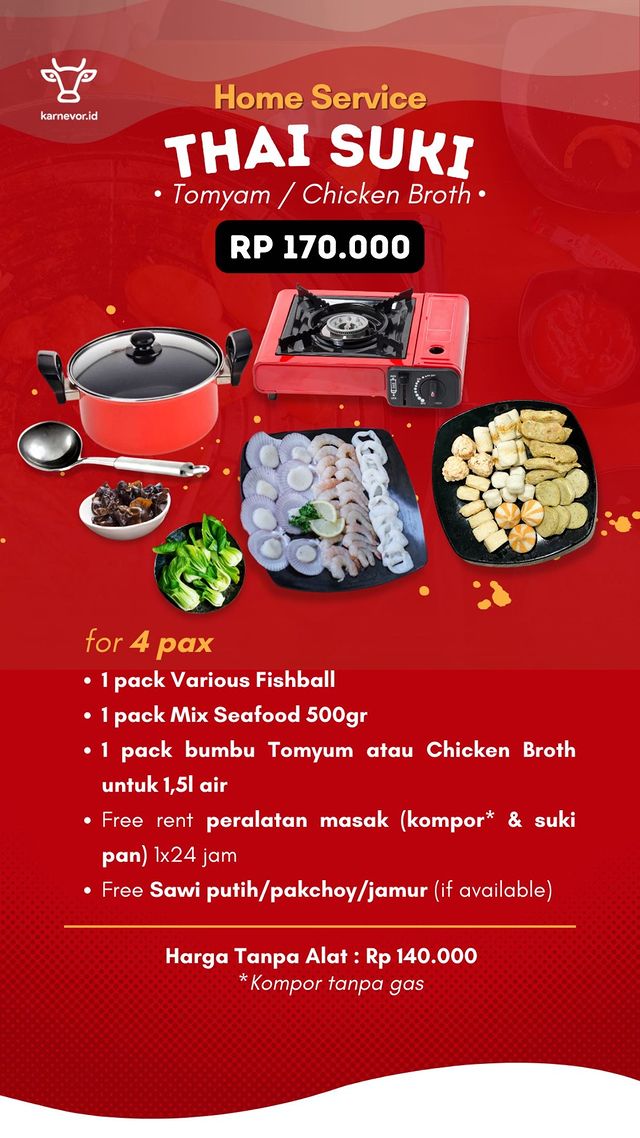 karnevor.id
Home Service
THAI SUKI
• Tomyam / Chicken Broth •
RP 170.000
for 4 pax
• 1 pack Various Fishball
• 1 pack Mix Seafood 500gr
• 1 pack bumbu Tomyum atau Chicken Broth
untuk 1,5l air
• Free rent peralatan masak (kompor* & suki
pan) 1x24 jam
• Free Sawi putih/pakchoy/jamur (if available)
Harga Tanpa Alat : Rp 140.000
*Kompor tanpa gas